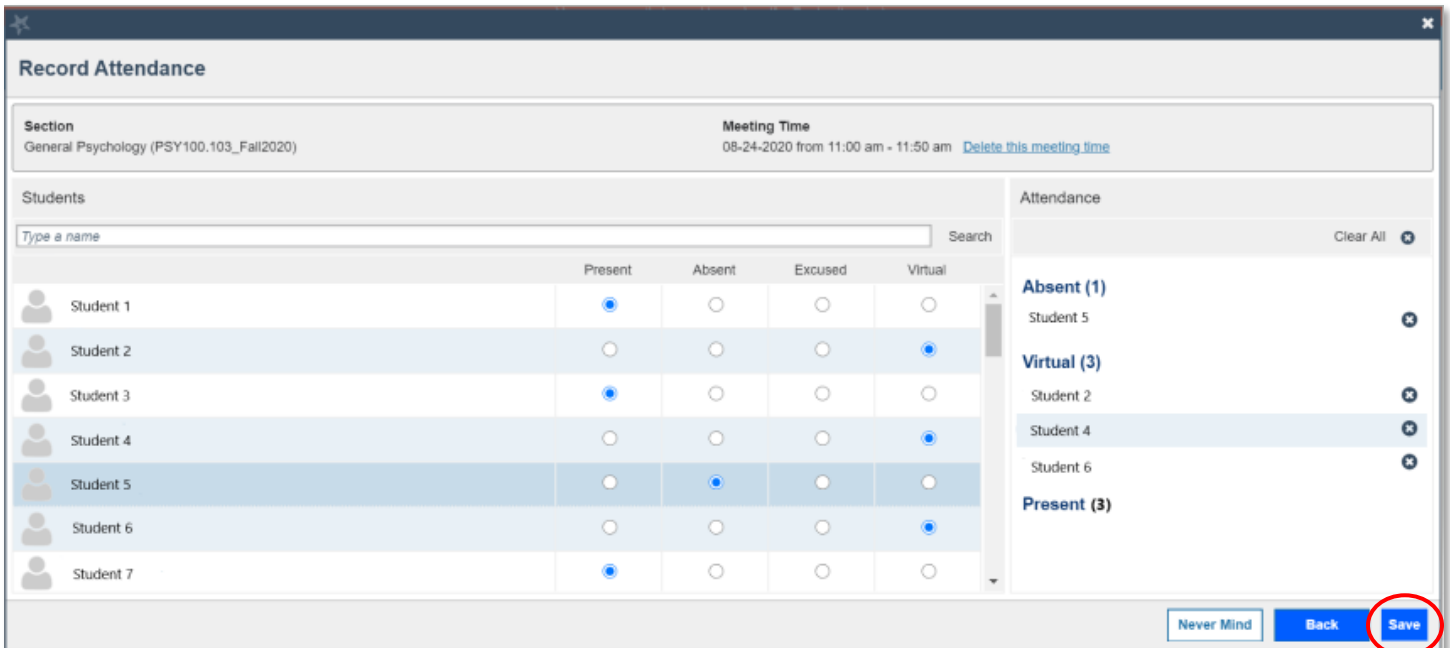 Record Attendance
Section
General Psychology (PSY100.103_Fall2020)
Meeting Time
08-24-2020 from 11:00 am - 11:50 am Delete this meeting time
Students
Type a name
Search
Present Absent Excused Virtual
Student 1
Student 2
Student 3
Student 4
Student 5
Student 6
Student 7
Attendance
Clear All
Absent (1)
Student 5
Virtual (3)
Student 2
Student 4
Student 6
Present (3)
Never Mind Back Save